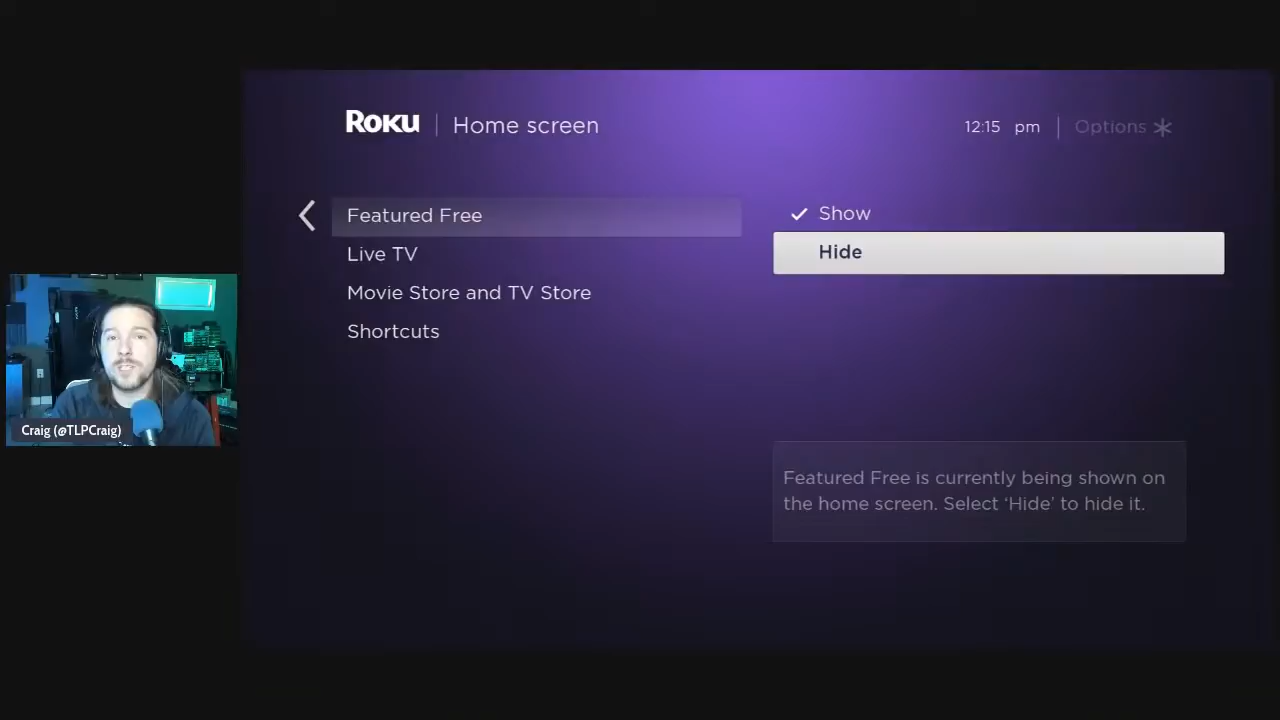 Roku | Home screen
12:15 pm | Options *
Featured Free
Live TV
Movie Store and TV Store
Shortcuts
Show
Hide
Featured Free is currently being shown on
the home screen. Select ‘Hide’ to hide it.
Craig (@TLPCraig)